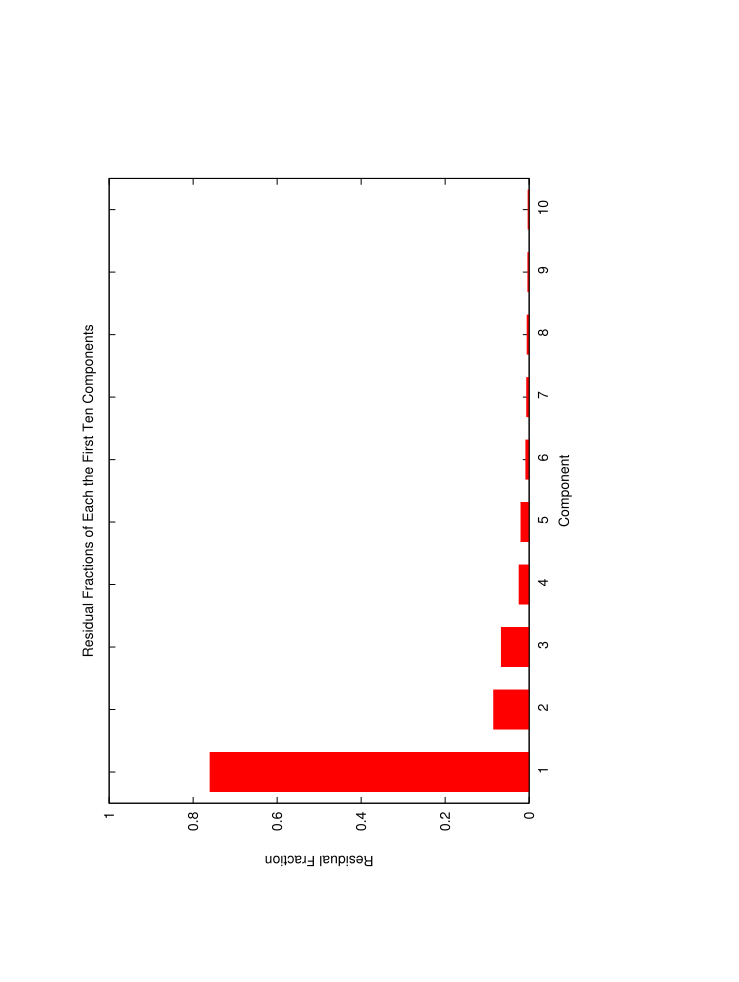 Residual Fractions of Each the First Ten Components
Residual Fraction
1
0.8
0.6
0.4
0.2
0
1 2 3 4 5 6 7 8 9 10
Component